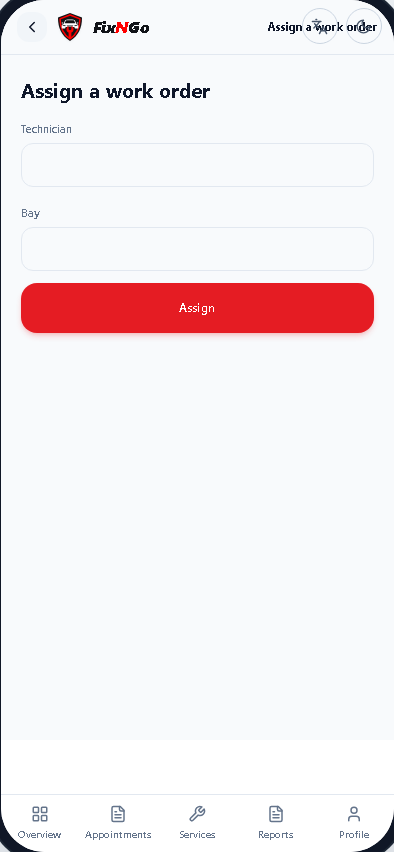 FixNGo
Assign a work order
Assign a work order
Technician
Bay
Assign
Overview
Appointments
Services
Reports
Profile